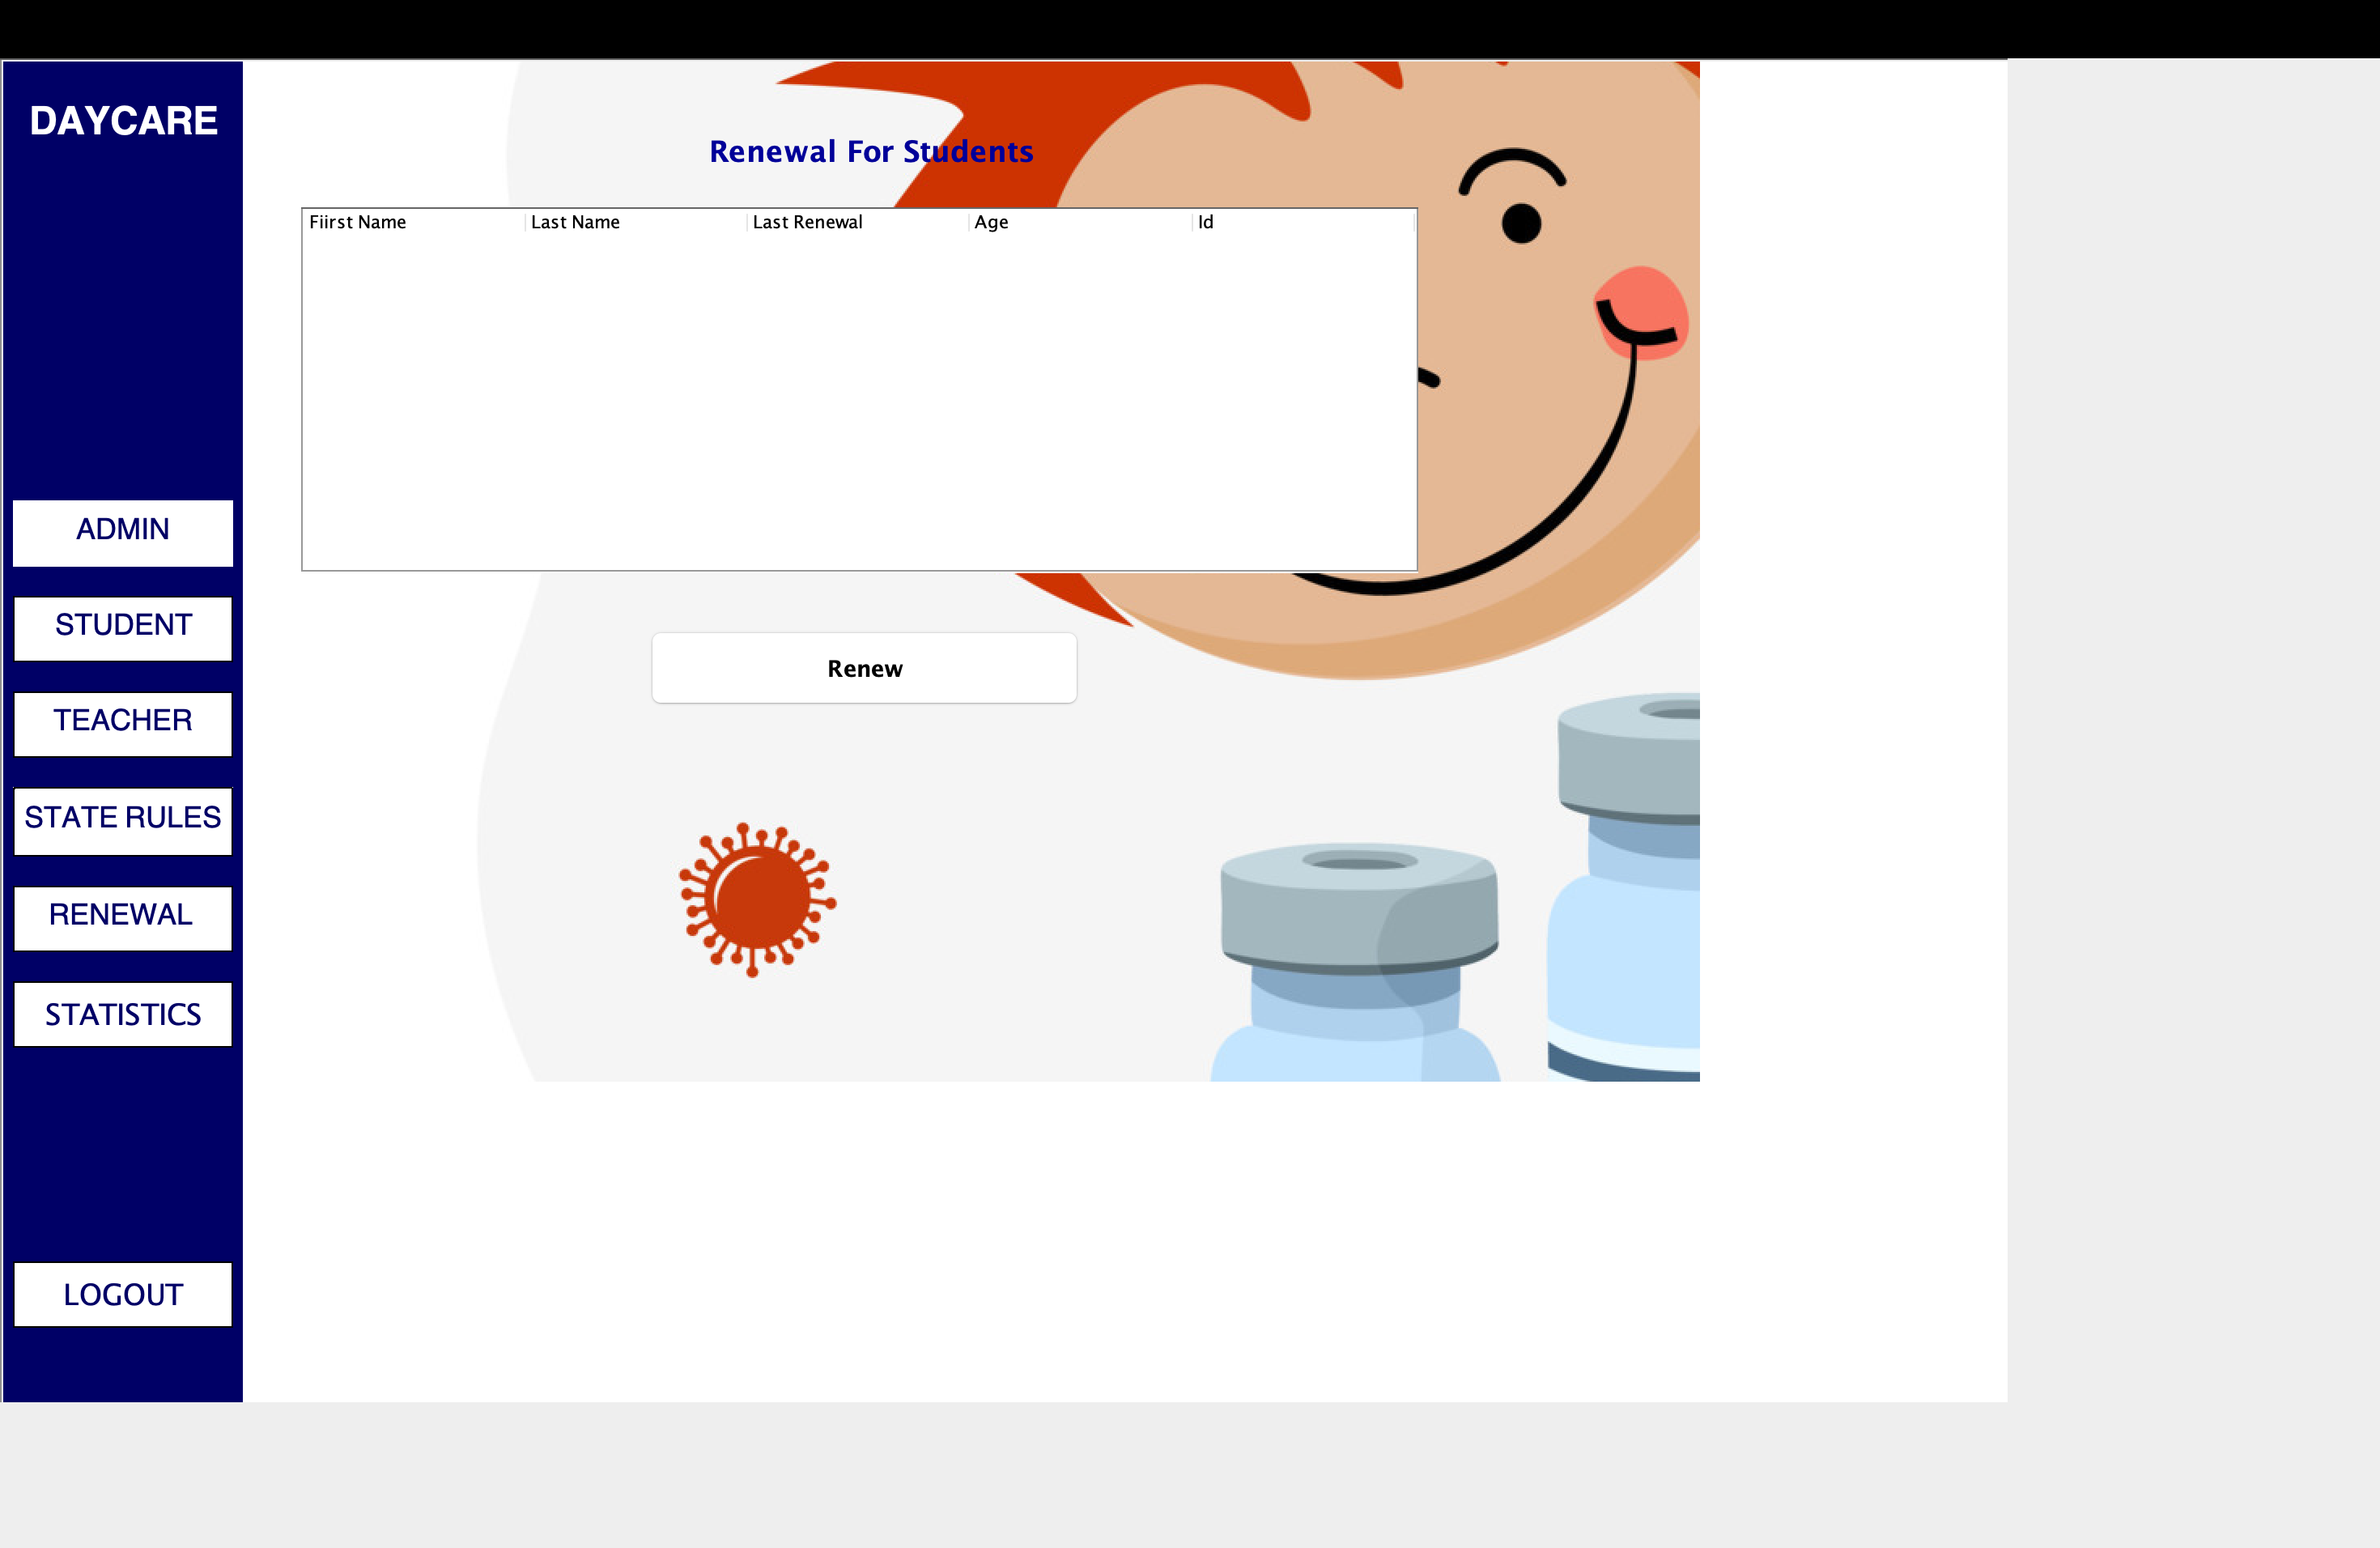 DAYCARE
Renewal For Students
Fiirst Name Last Name Last Renewal Age Id
ADMIN
STUDENT
TEACHER
STATE RULES
RENEWAL
STATISTICS
LOGOUT
Renew